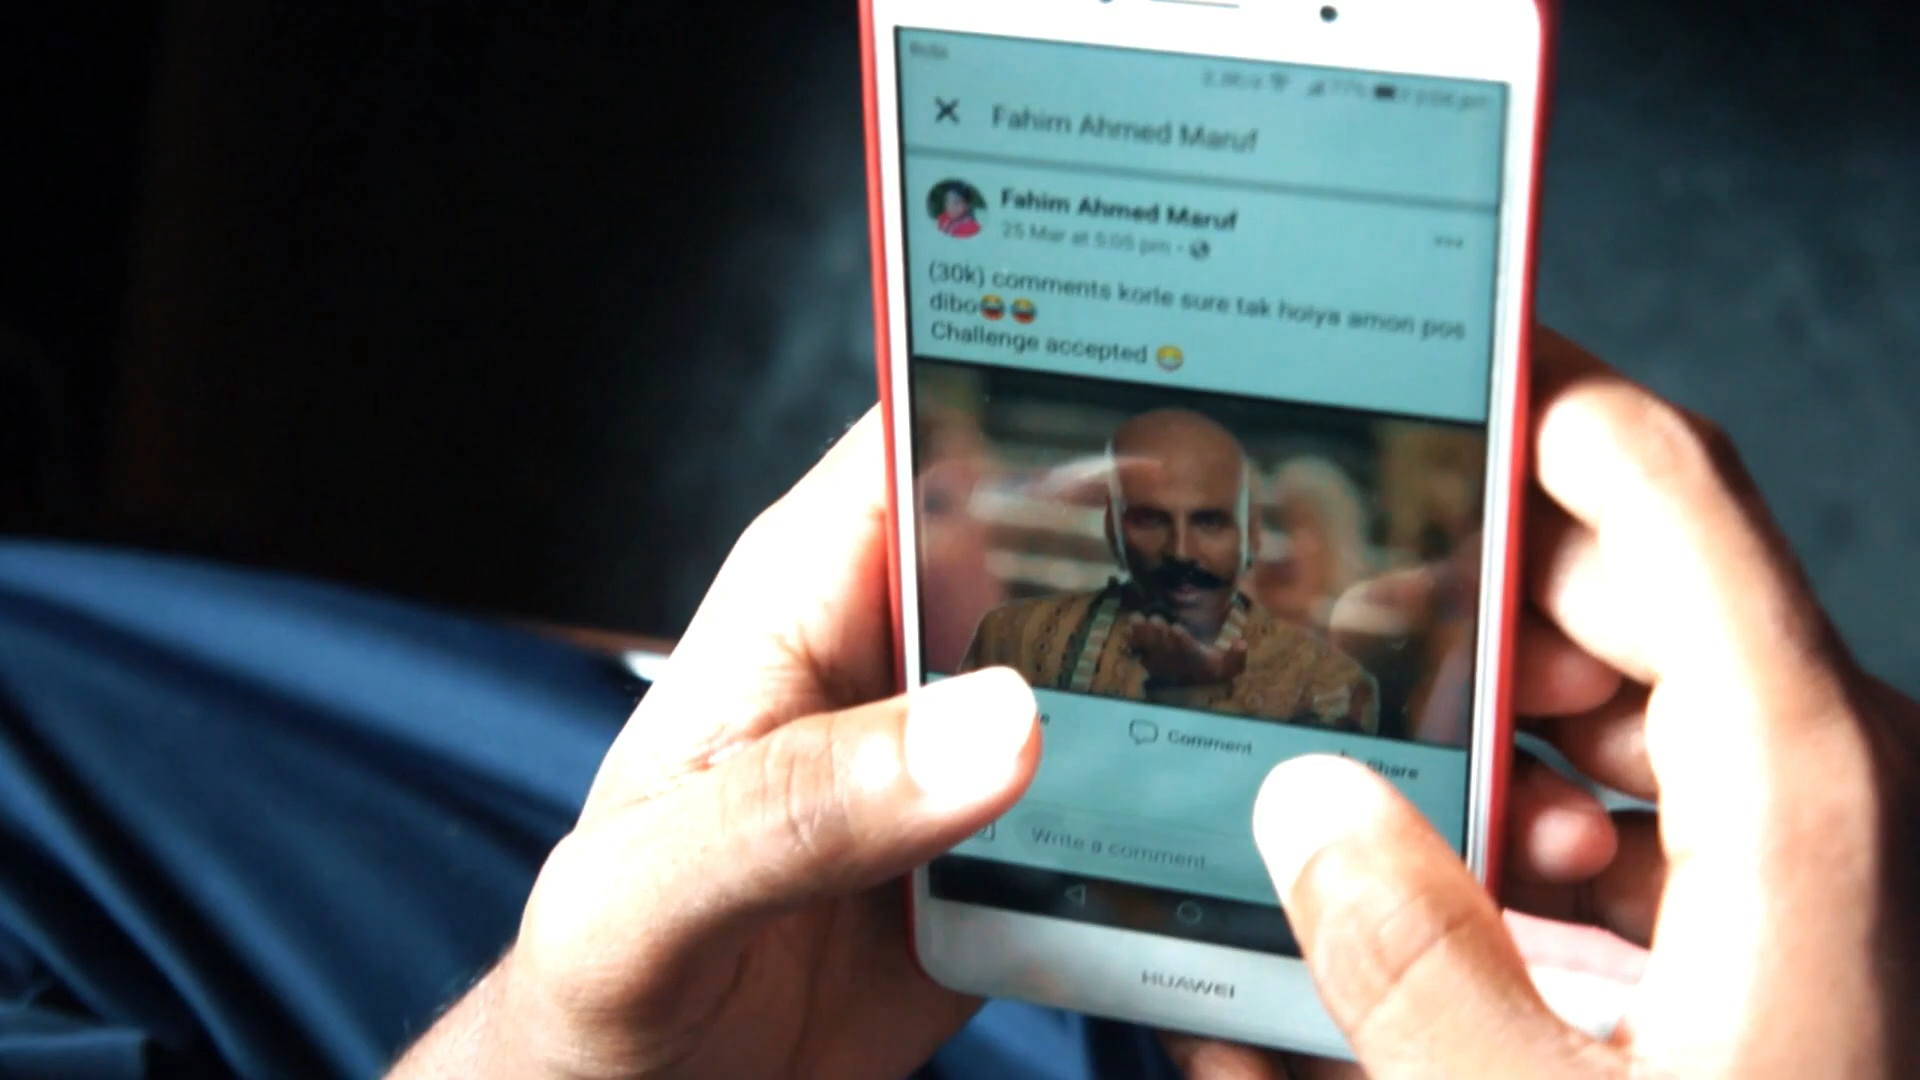 Fahim Ahmed Maruf
Fahim Ahmed Maruf
25 Mar at 5:05 pm
(30k) comments korle sure tak hoiya amon pos
dibo
Challenge accepted
Comment
Share
Write a comment
HUAWEI